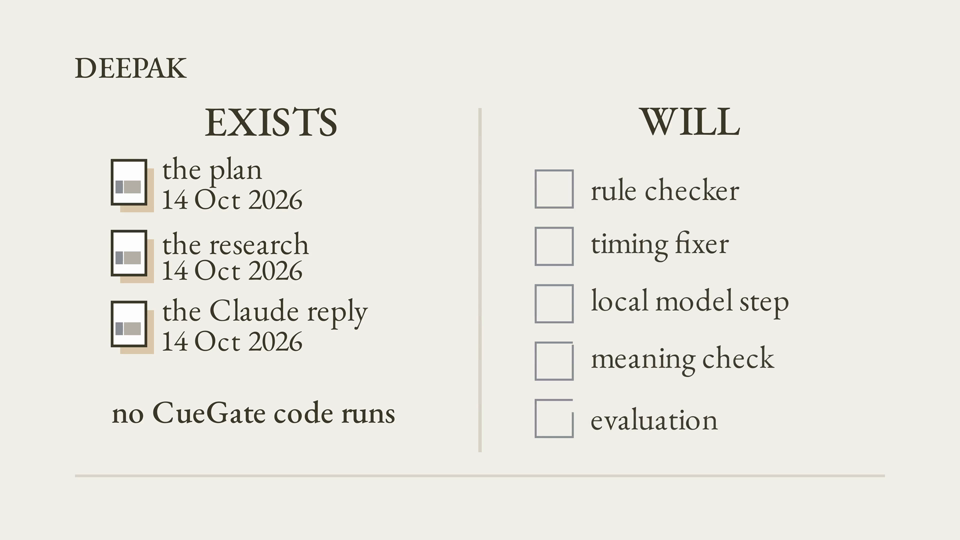 DEEPAK
EXISTS
the plan
14 Oct 2026
the research
14 Oct 2026
the Claude reply
14 Oct 2026
no CueGate code runs
WILL
rule checker
timing fixer
local model step
meaning check
evaluation